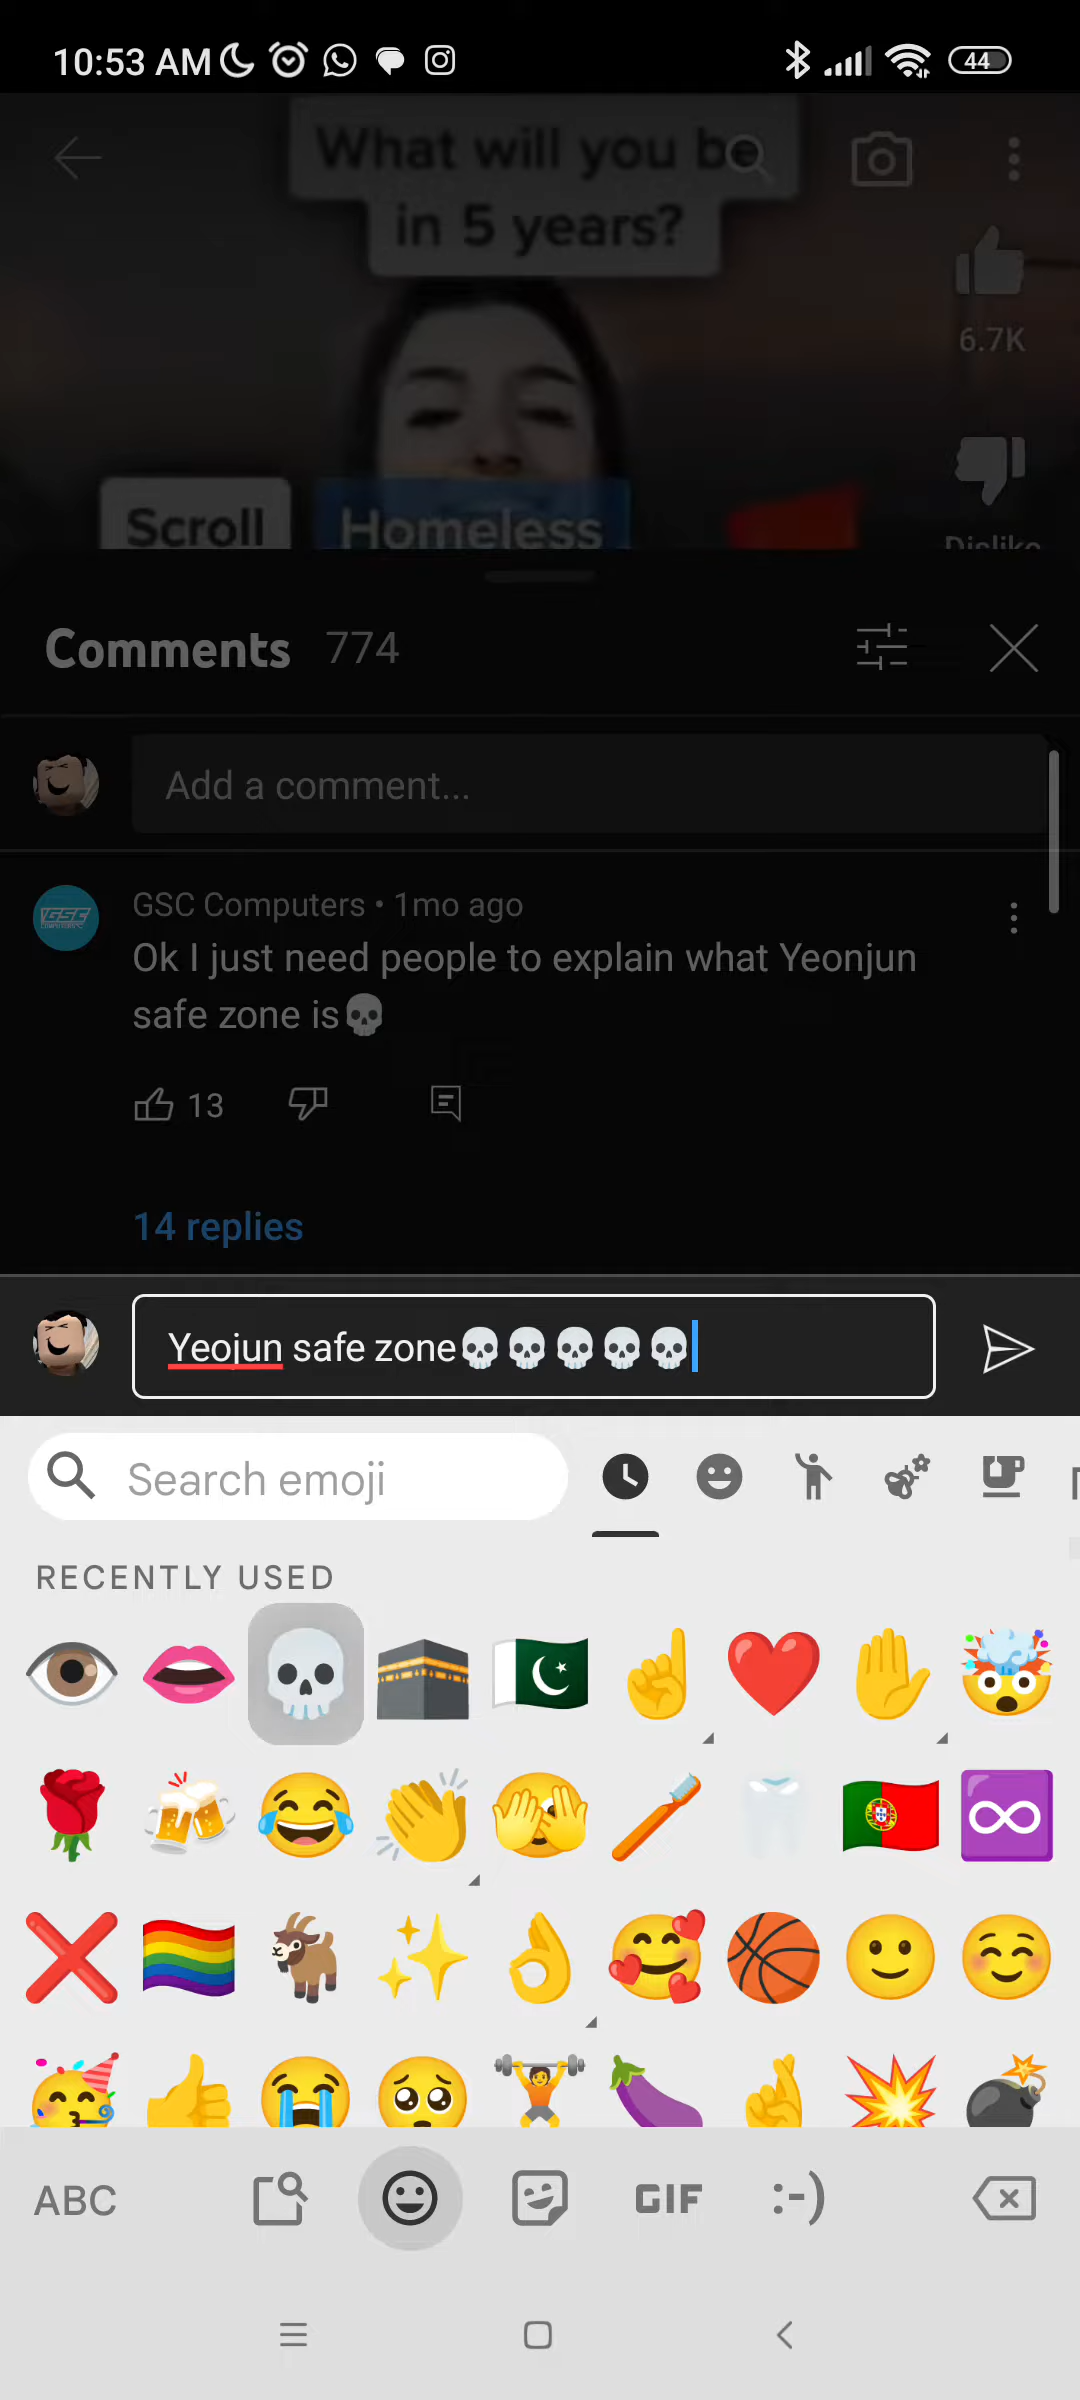 10:53 AM
44
What will you be
in 5 years?
6.7K
Scroll
Homeless
Dislike
Comments 774
Add a comment...
GSC Computers • 1mo ago
Ok I just need people to explain what Yeonjun
safe zone is💀
13
14 replies
Yeojun safe zone💀💀💀💀💀
Search emoji
RECENTLY USED
ABC
GIF
:-)